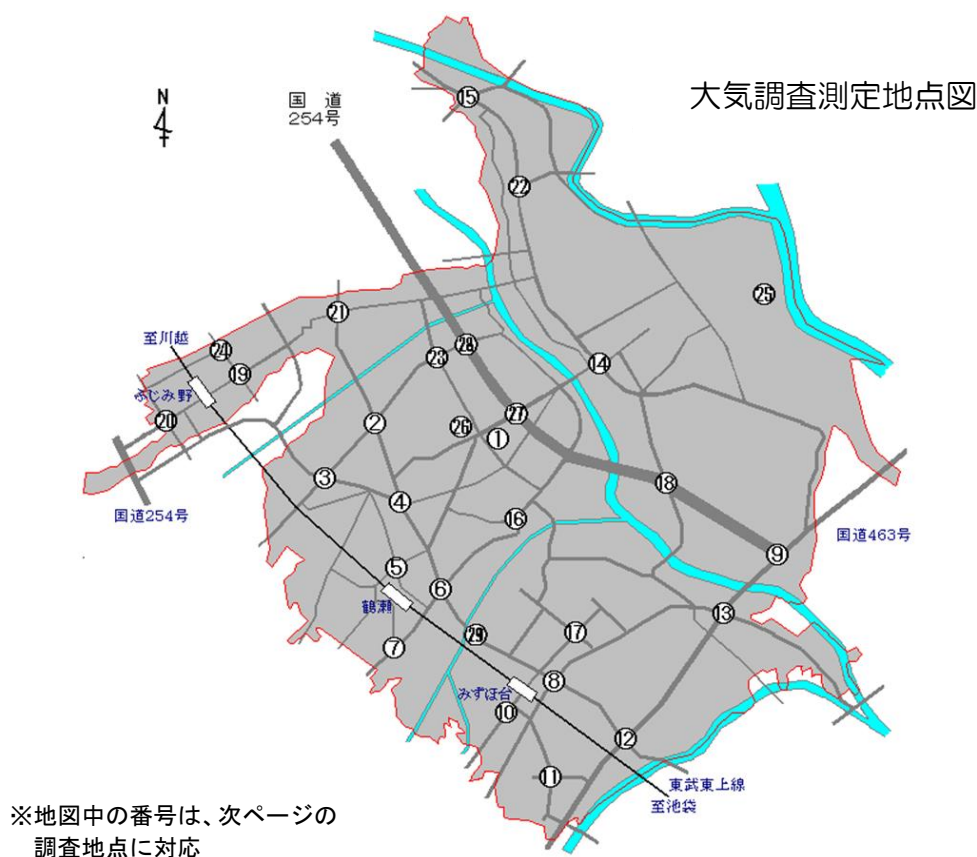 大気調査測定地点図
N
国 道
254号
⑮
㉒
㉕
㉑
至川越
㉔
㉘
㉓
⑭
⑲
ふじみ野
⑳
②
㉗
㉖
①
③
④
⑱
国道254号
⑯
国道463号
⑨
⑤
⑥
鶴瀬
⑬
⑦
㉙
⑰
⑧
みずほ台
⑩
⑫
⑪
東武東上線
至池袋
※地図中の番号は、次ページの
調査地点に対応